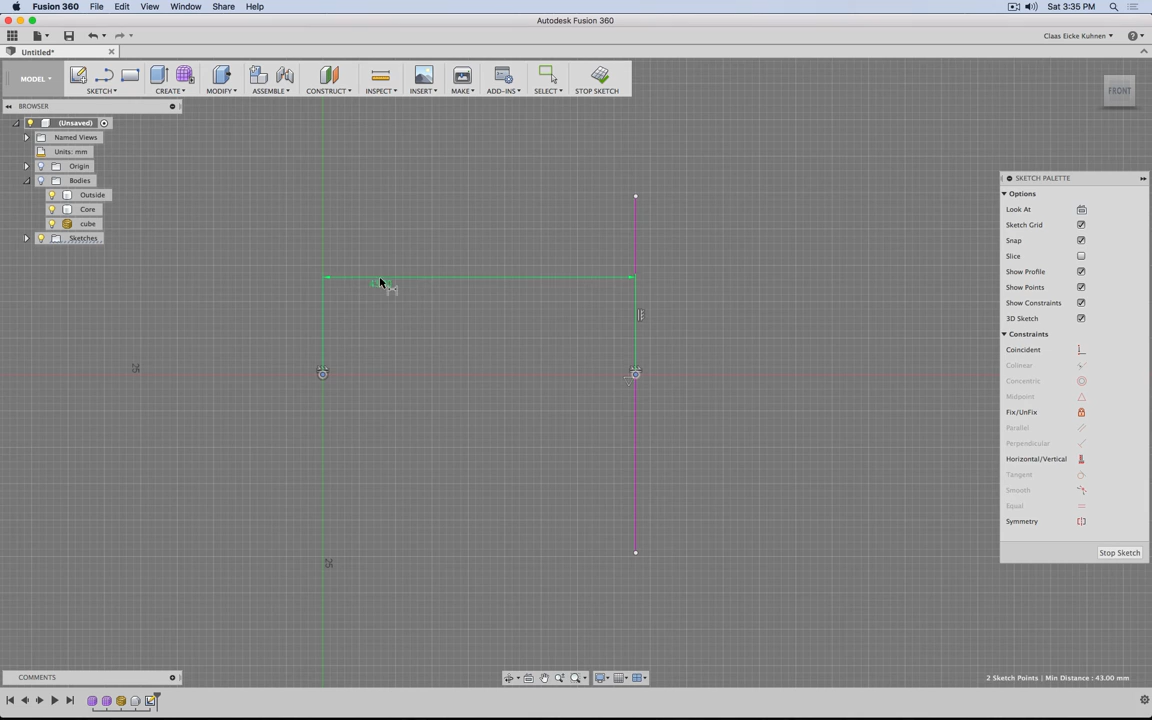 Fusion 360 File Edit View Window Share Help Sat 3:35 PM
Autodesk Fusion 360
Claas Eicke Kuhnen
Untitled*
MODEL SKETCH CREATE MODIFY ASSEMBLE CONSTRUCT INSPECT INSERT MAKE ADD-INS SELECT STOP SKETCH
FRONT
BROWSER
(Unsaved)
Named Views
Units: mm
Origin
Bodies
Outside
Core
cube
Sketches
25
25
SKETCH PALETTE
Options
Look At
Sketch Grid
Snap
Slice
Show Profile
Show Points
Show Constraints
3D Sketch
Constraints
Coincident
Colinear
Concentric
Midpoint
Fix/UnFix
Parallel
Perpendicular
Horizontal/Vertical
Tangent
Smooth
Equal
Symmetry
Stop Sketch
COMMENTS
2 Sketch Points | Min Distance : 43.00 mm